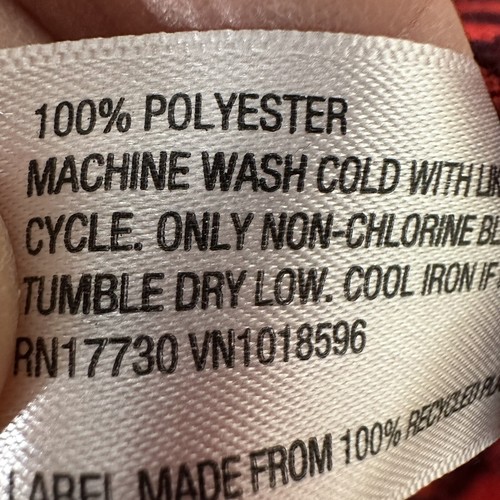 100% POLYESTER
MACHINE WASH COLD WITH
CYCLE. ONLY NON-CHLORINE
TUMBLE DRY LOW. COOL IRON IF
RN17730 VN1018596
LABEL MADE FROM 100% RECYCLED